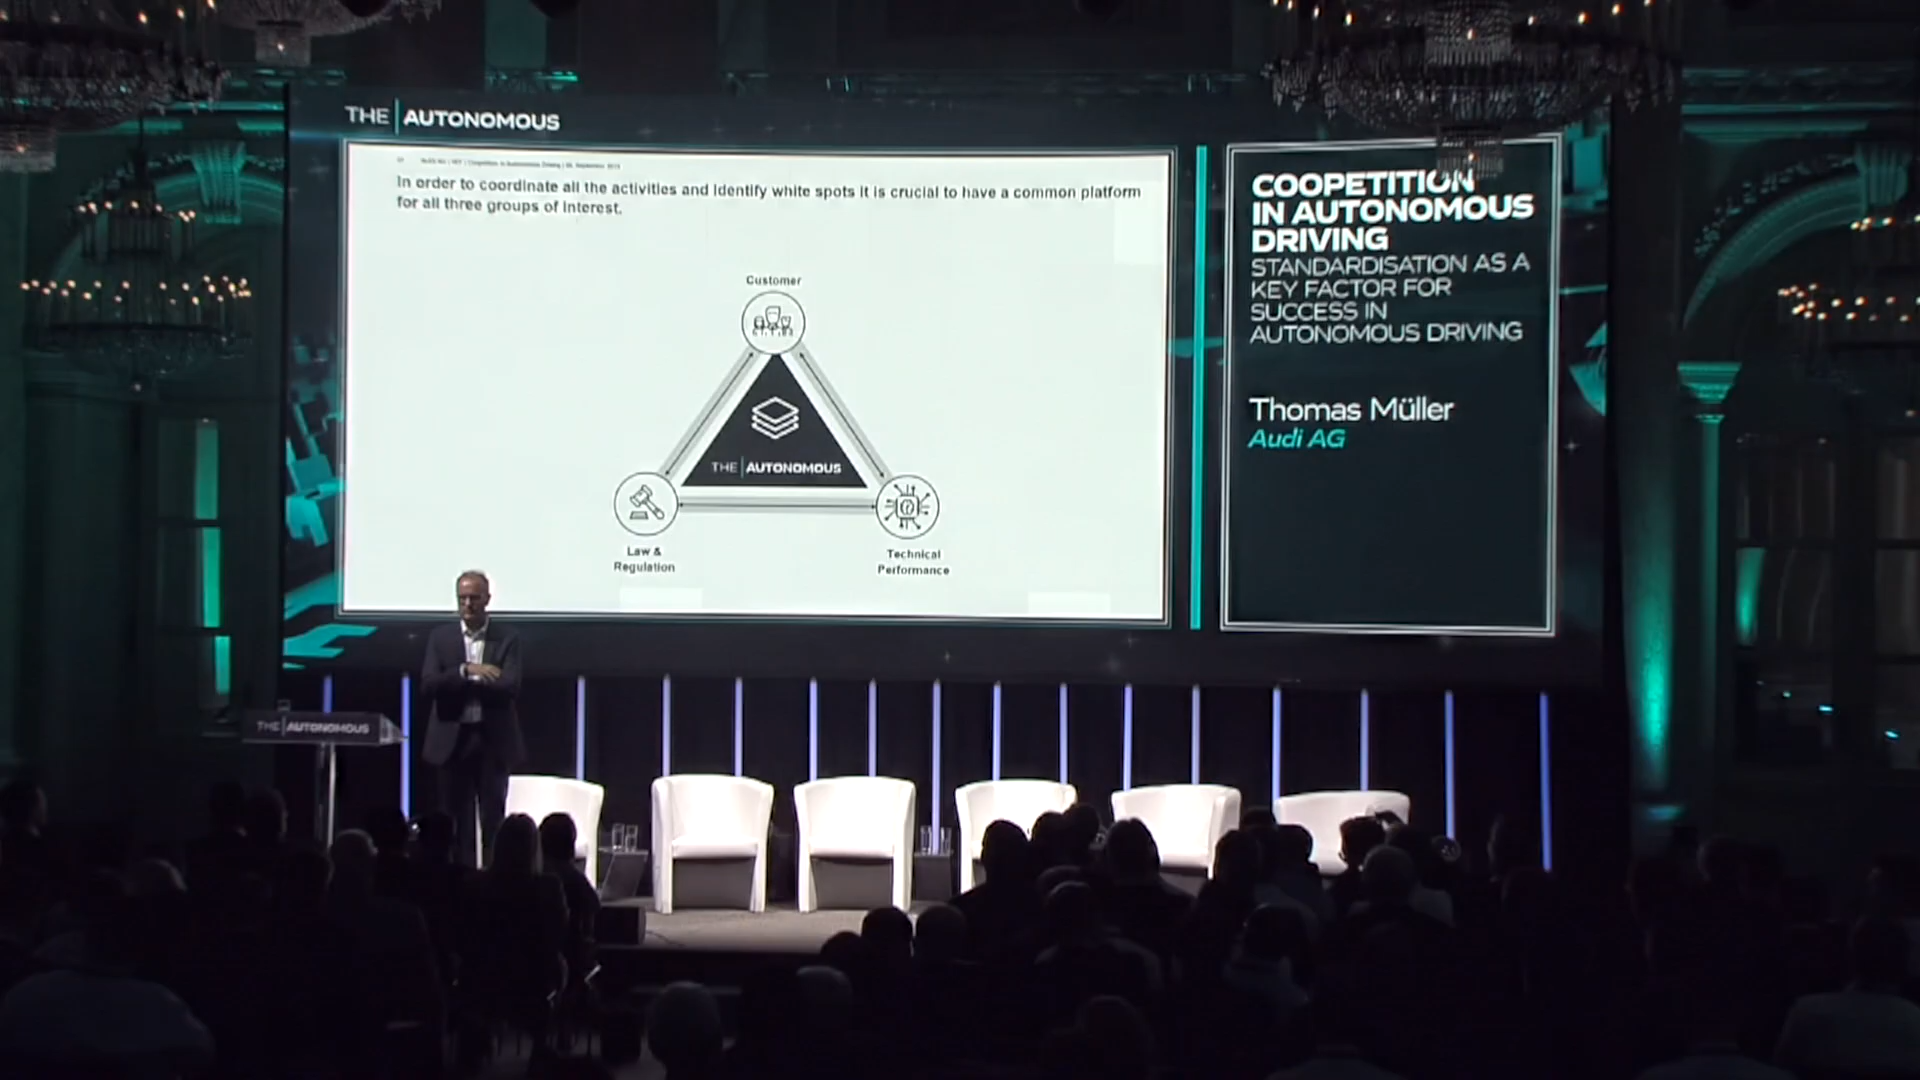 THE AUTONOMOUS
In order to coordinate all the activities and identify white spots it is crucial to have a common platform
for all three groups of interest.
Customer
THE AUTONOMOUS
Law &
Regulation
Technical
Performance
COOPETITION
IN AUTONOMOUS
DRIVING
STANDARDISATION AS A
KEY FACTOR FOR
SUCCESS IN
AUTONOMOUS DRIVING
Thomas Müller
Audi AG
THE AUTONOMOUS